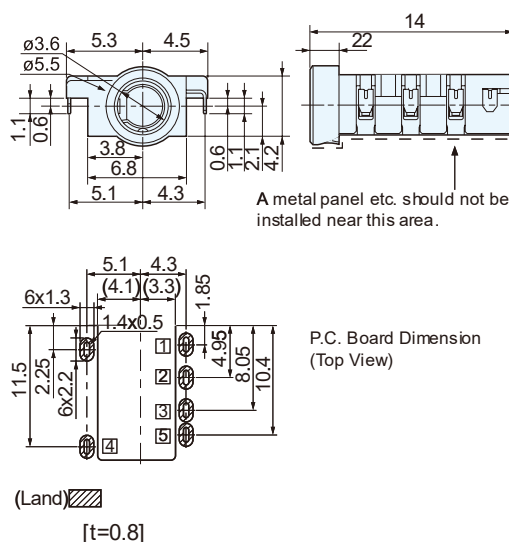 5.3
4.5
ø3.6
ø5.5
1.1
0.6
3.8
6.8
5.1
4.3
0.6
1.1
2.1
4.2
14
22
A metal panel etc. should not be
installed near this area.
5.1
4.3
(4.1)
(3.3)
6x1.3
1.4x0.5
1.85
4.95
8.05
10.4
11.5
2.25
6x2.2
1
2
3
5
4
P.C. Board Dimension
(Top View)
(Land)
[t=0.8]